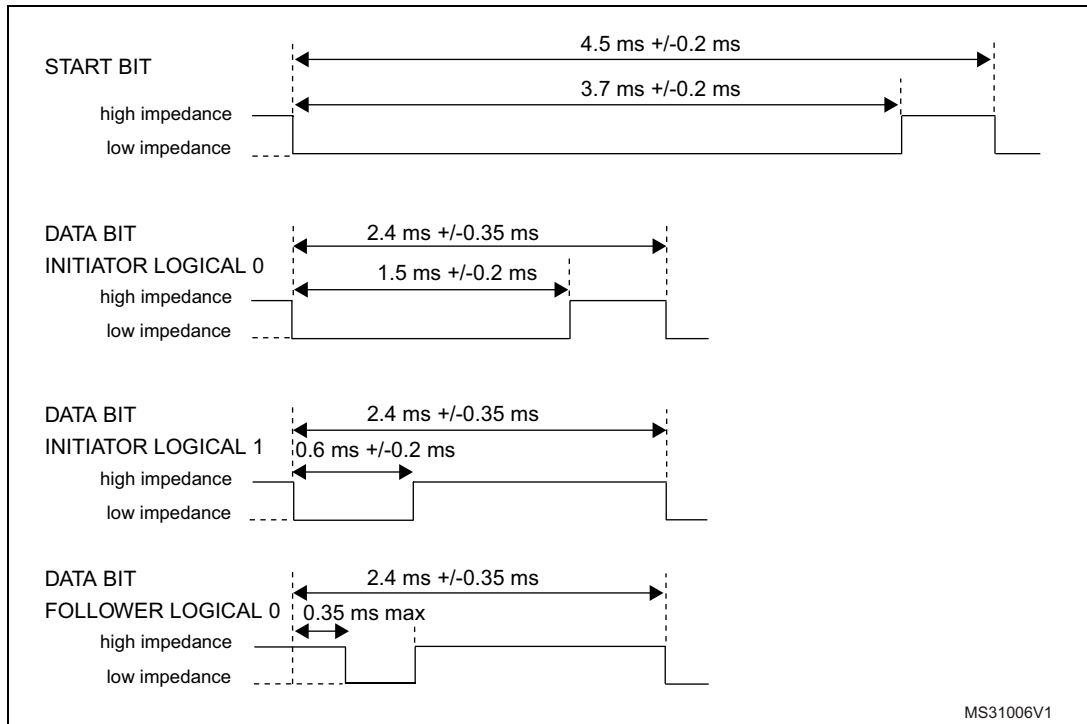 4.5 ms +/-0.2 ms
START BIT
3.7 ms +/-0.2 ms
high impedance
low impedance
DATA BIT
2.4 ms +/-0.35 ms
INITIATOR LOGICAL 0
1.5 ms +/-0.2 ms
high impedance
low impedance
DATA BIT
2.4 ms +/-0.35 ms
INITIATOR LOGICAL 1
0.6 ms +/-0.2 ms
high impedance
low impedance
DATA BIT
2.4 ms +/-0.35 ms
FOLLOWER LOGICAL 0
0.35 ms max
high impedance
low impedance
MS31006V1